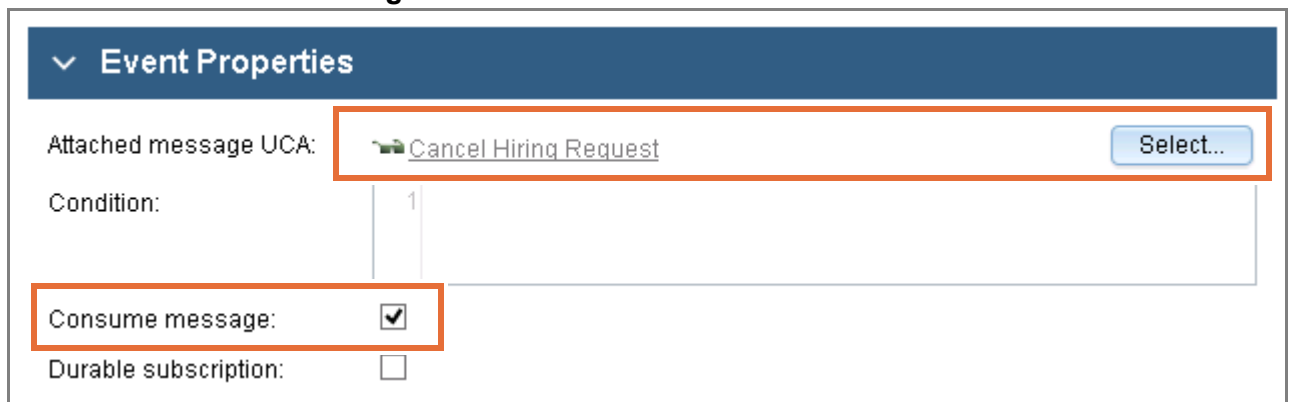 Event Properties
Attached message UCA: Cancel Hiring Request Select...
Condition: 1
Consume message:
Durable subscription: